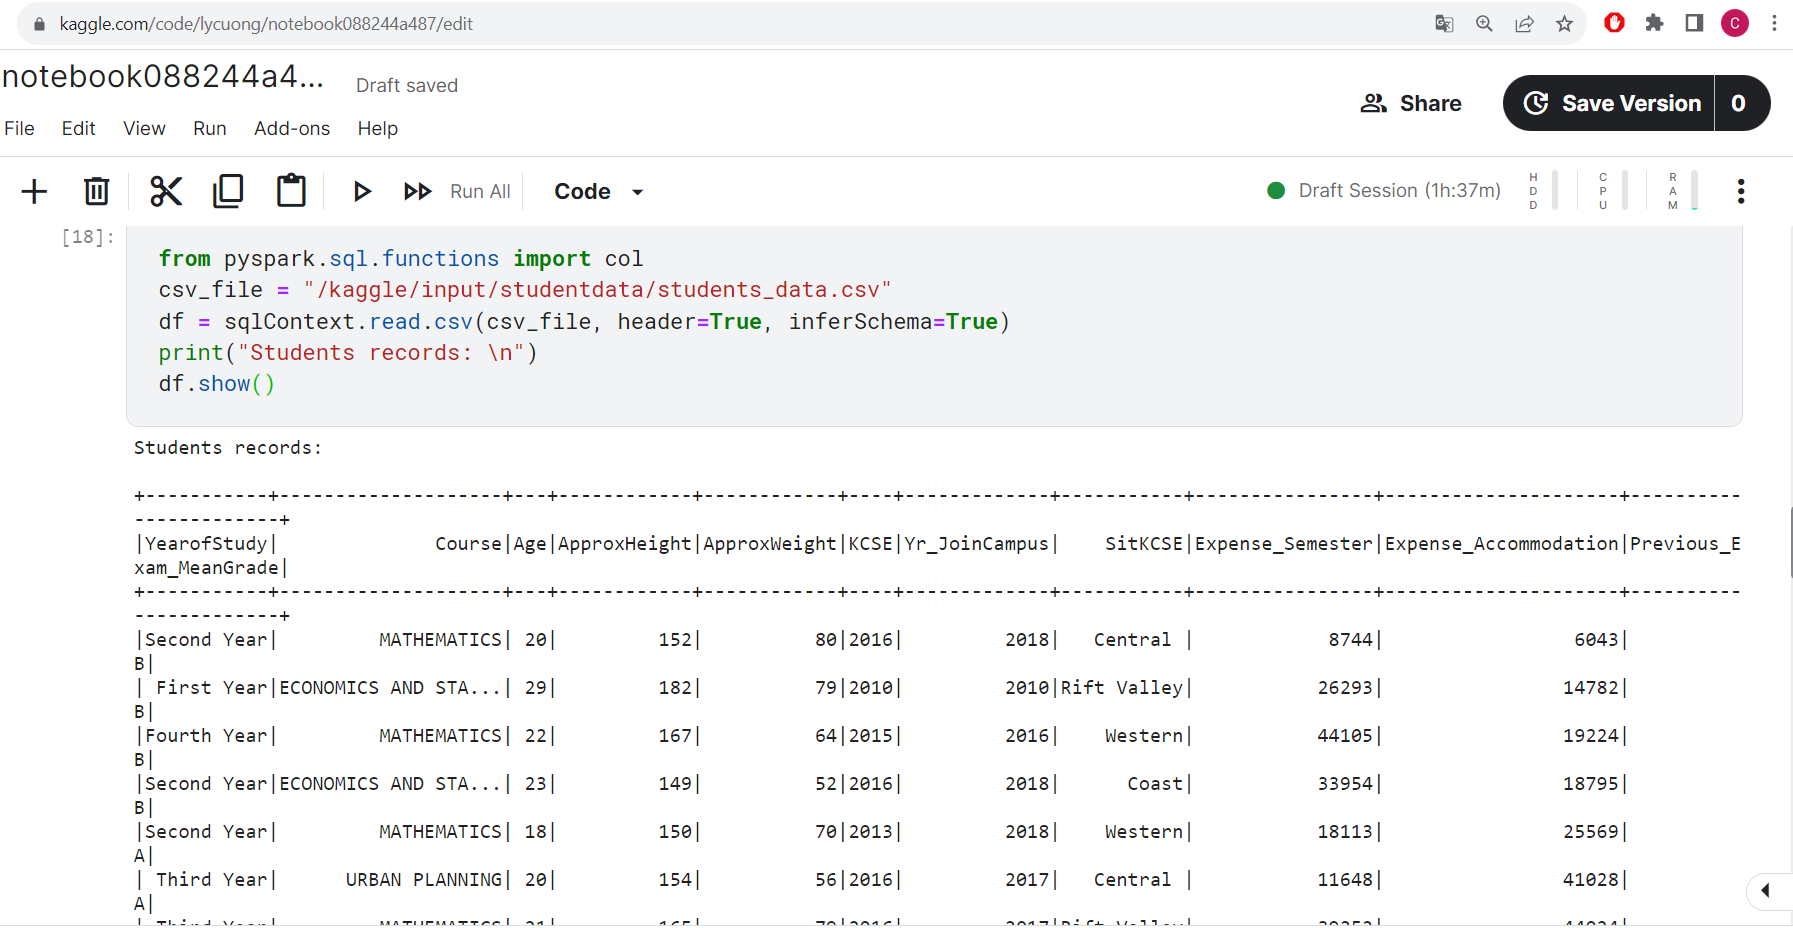 kaggle.com/code/lycuong/notebook088244a487/edit
C
notebook088244a4...
Draft saved
Share
Save Version
0
File Edit View Run Add-ons Help
Run All
Code
Draft Session (1h:37m)
HDD
CPU
RAM
[18]:
from pyspark.sql.functions import col
csv_file = "/kaggle/input/studentdata/students_data.csv"
df = sqlContext.read.csv(csv_file, header=True, inferSchema=True)
print("Students records: \n")
df.show()
Students records:
+-----------+--------------------+---+------------+------------+----+-------------+-----------+----------------+---------------------+----------
-------------+
|YearofStudy|              Course|Age|ApproxHeight|ApproxWeight|KCSE|Yr_JoinCampus|    SitKCSE|Expense_Semester|Expense_Accommodation|Previous_E
xam_MeanGrade|
+-----------+--------------------+---+------------+------------+----+-------------+-----------+----------------+---------------------+----------
-------------+
|Second Year|         MATHEMATICS| 20|         152|          80|2016|         2018|   Central |            8744|                 6043|
B|
| First Year|ECONOMICS AND STA...| 29|         182|          79|2010|         2010|Rift Valley|           26293|                14782|
B|
|Fourth Year|         MATHEMATICS| 22|         167|          64|2015|         2016|    Western|           44105|                19224|
B|
|Second Year|ECONOMICS AND STA...| 23|         149|          52|2016|         2018|      Coast|           33954|                18795|
B|
|Second Year|         MATHEMATICS| 18|         150|          70|2013|         2018|    Western|           18113|                25569|
A|
| Third Year|      URBAN PLANNING| 20|         154|          56|2016|         2017|   Central |           11648|                41028|
A|